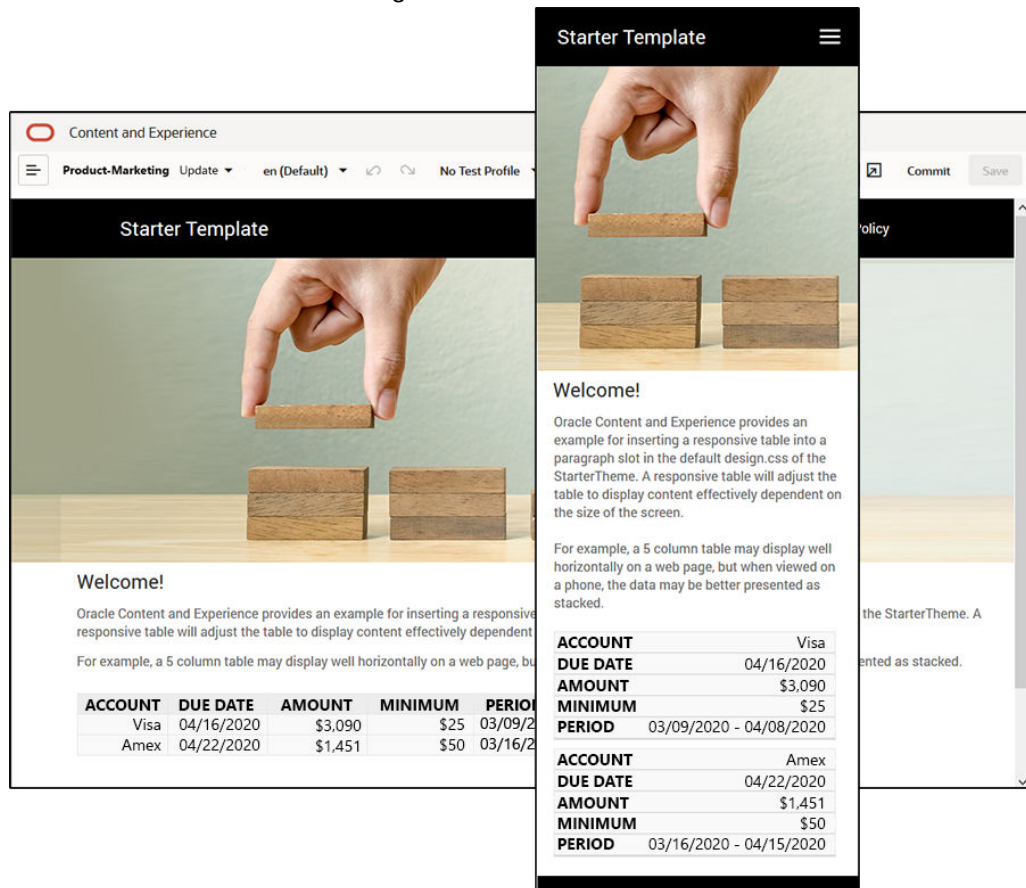 Starter Template
Content and Experience
Product-Marketing Update en (Default) No Test Profile Commit Save
Starter Template Policy
Welcome!
Oracle Content and Experience provides an example for inserting a responsive the StarterTheme. A
responsive table will adjust the table to display content effectively dependent
For example, a 5 column table may display well horizontally on a web page, bu ented as stacked.
ACCOUNT DUE DATE AMOUNT MINIMUM PERIO
Visa 04/16/2020 $3,090 $25 03/09/2
Amex 04/22/2020 $1,451 $50 03/16/2
Welcome!
Oracle Content and Experience provides an
example for inserting a responsive table into a
paragraph slot in the default design.css of the
StarterTheme. A responsive table will adjust the
table to display content effectively dependent on
the size of the screen.
For example, a 5 column table may display well
horizontally on a web page, but when viewed on
a phone, the data may be better presented as
stacked.
ACCOUNT Visa
DUE DATE 04/16/2020
AMOUNT $3,090
MINIMUM $25
PERIOD 03/09/2020 - 04/08/2020
ACCOUNT Amex
DUE DATE 04/22/2020
AMOUNT $1,451
MINIMUM $50
PERIOD 03/16/2020 - 04/15/2020